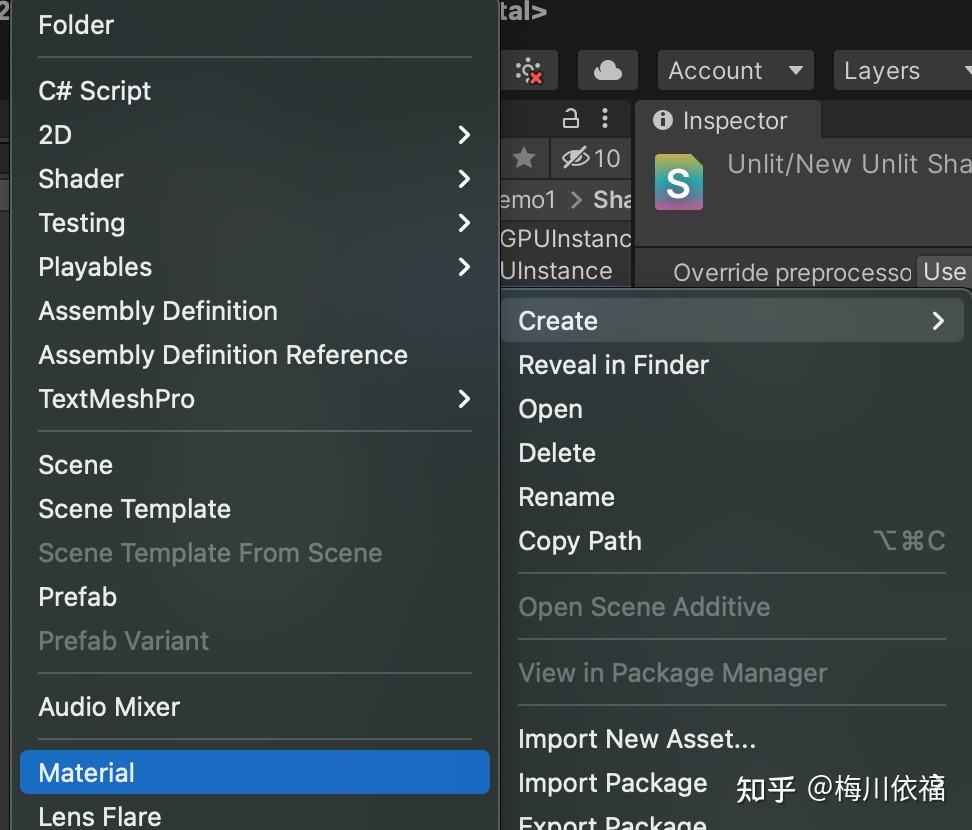 Folder
C# Script
2D
Shader
Testing
Playables
Assembly Definition
Assembly Definition Reference
TextMeshPro
Scene
Scene Template
Scene Template From Scene
Prefab
Prefab Variant
Audio Mixer
Material
Lens Flare
tal>
Account
Layers
10
emo1 > Sha
GPUInstanc
UInstance
Inspector
S
Unlit/New Unlit Sha
Override preprocesso Use
Create
Reveal in Finder
Open
Delete
Rename
Copy Path ⌥⌘C
Open Scene Additive
View in Package Manager
Import New Asset...
Import Package
Export Package
知乎 @梅川依福